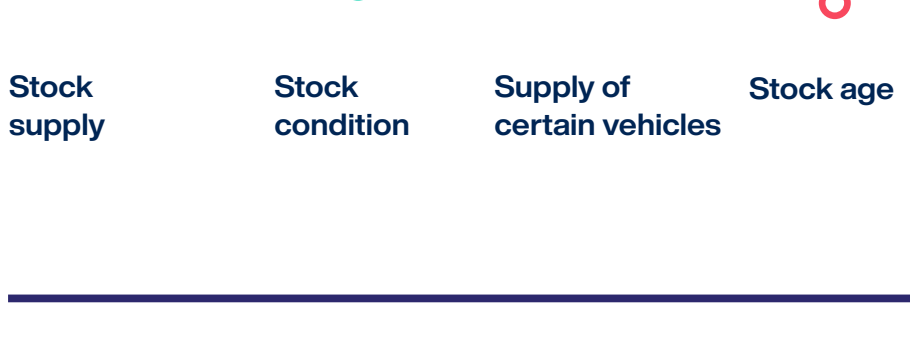 Stock
supply
Stock
condition
Supply of
certain vehicles
Stock age